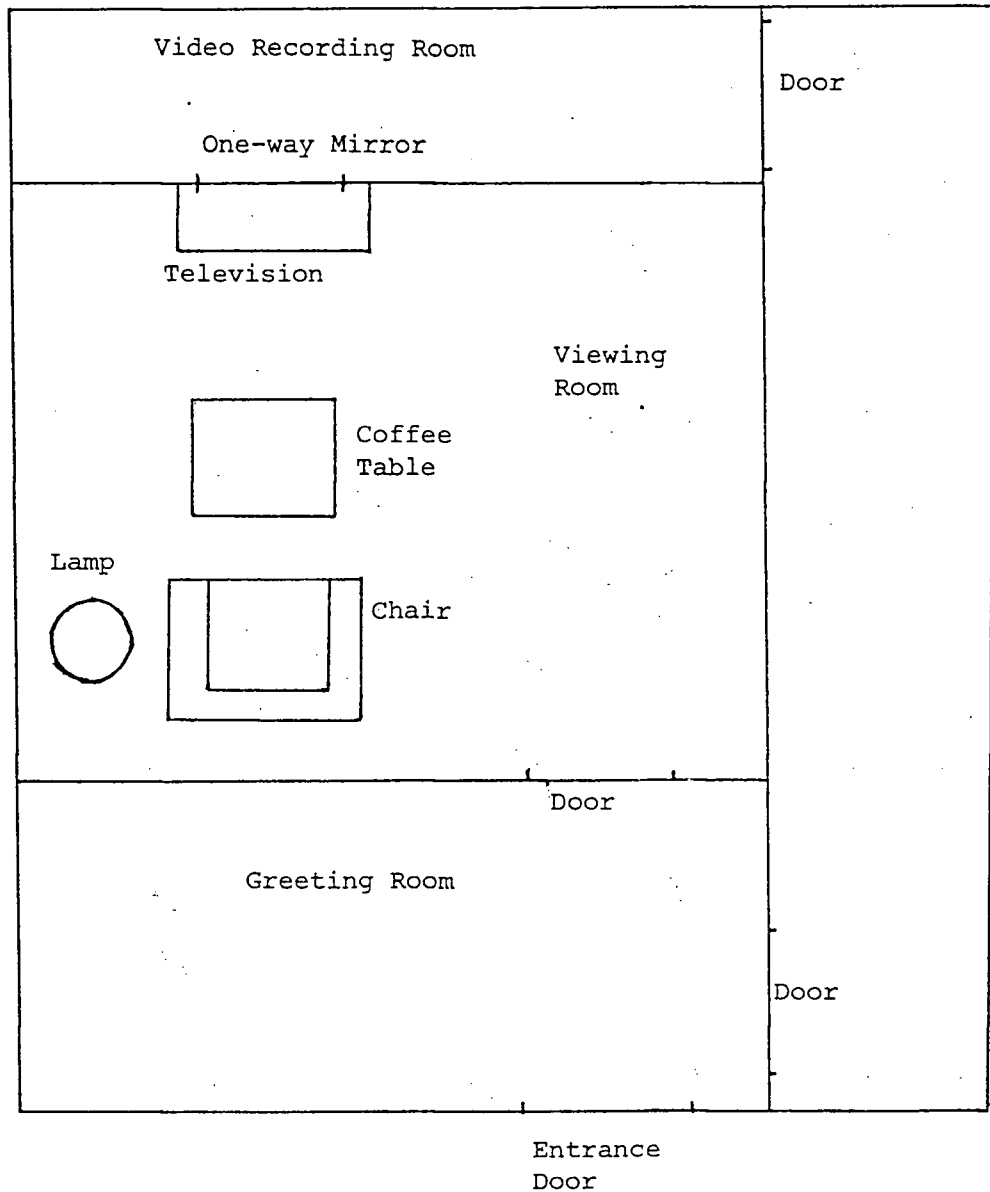 Video Recording Room
Door
One-way Mirror
Television
Viewing
Room
Coffee
Table
Lamp
Chair
Door
Greeting Room
Door
Entrance
Door